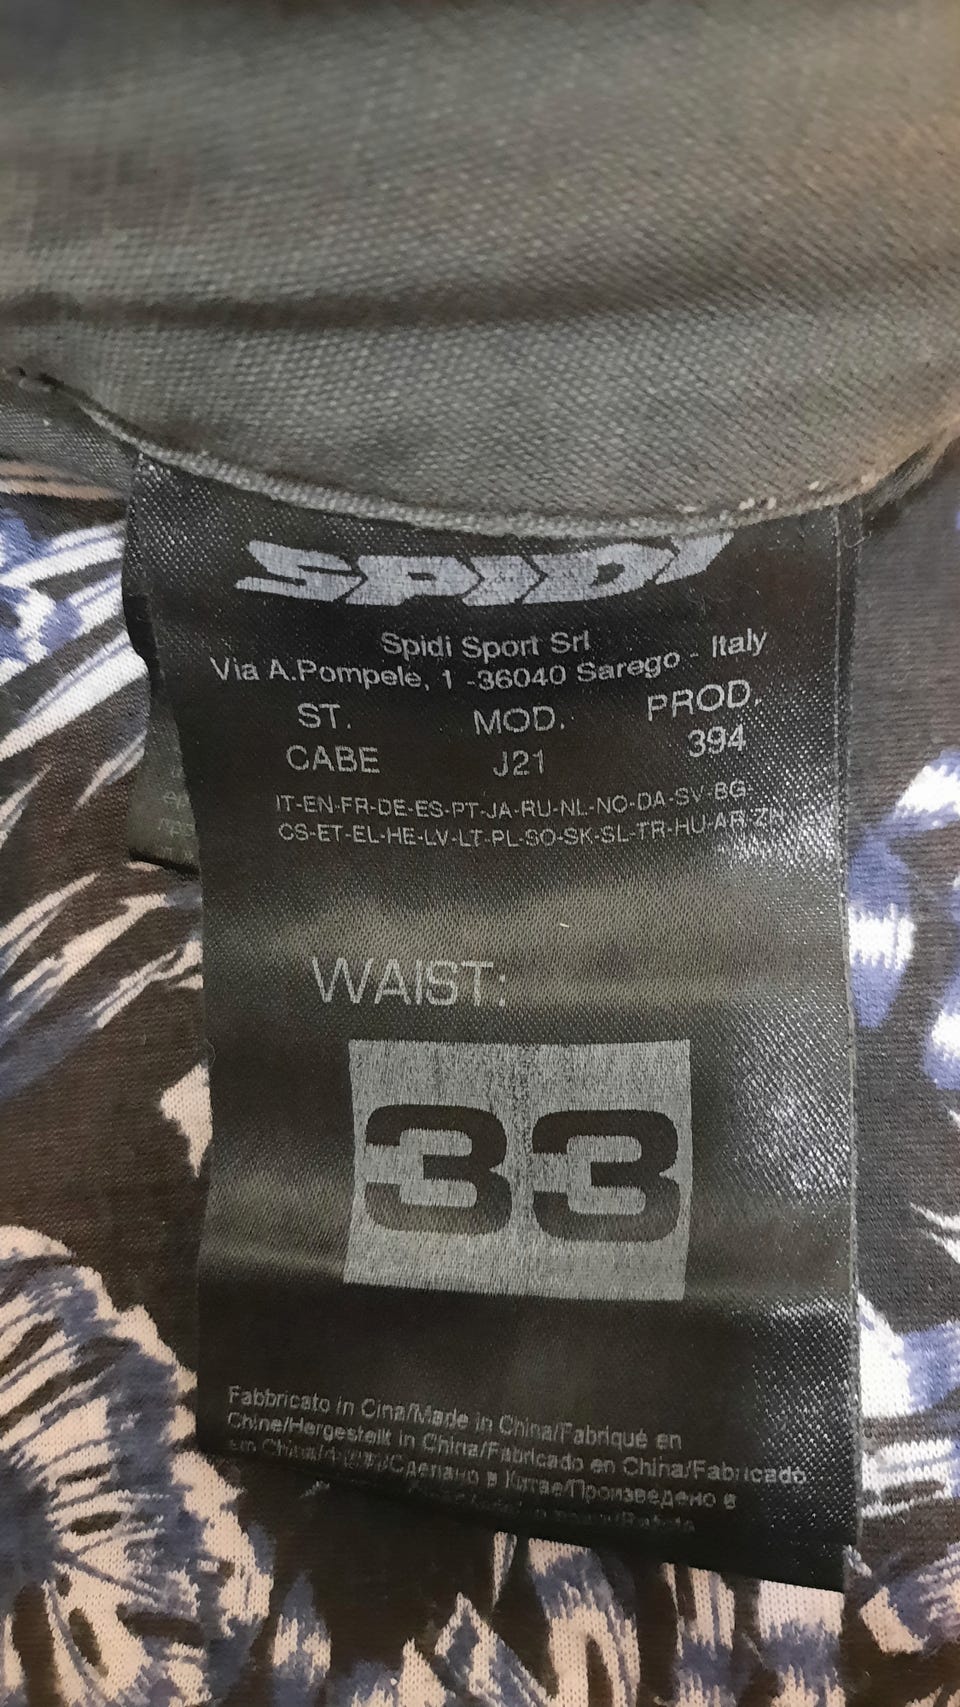 SPIDI
Spidi Sport Srl
Via A.Pompele, 1 -36040 Sarego - Italy
ST. MOD. PROD.
CABE J21 394
IT-EN-FR-DE-ES-PT-JA-RU-NL-NO-DA-SV-BG-
CS-ET-EL-HE-LV-LT-PL-SO-SK-SL-TR-HU-AR-ZH
WAIST:
33
Fabbricato in Cina/Made in China/Fabriqué en
Chine/Hergestellt in China/Fabricado en China/Fabricado
em China/Сделано в Китае/Произведено в